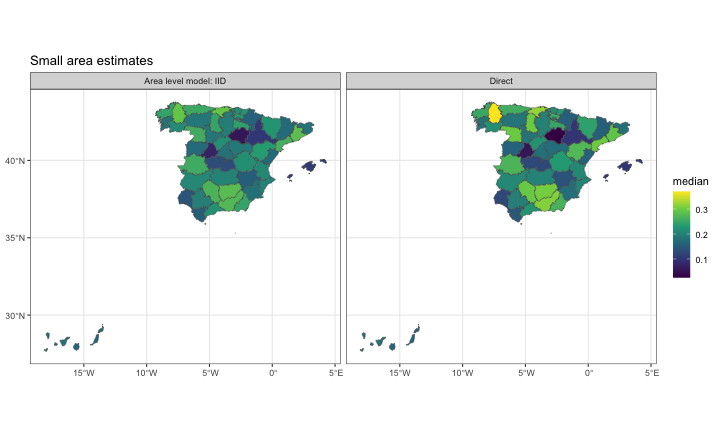 Small area estimates
Area level model: IID
Direct
40°N
35°N
30°N
15°W 10°W 5°W 0° 5°E
15°W 10°W 5°W 0° 5°E
median
0.3
0.2
0.1